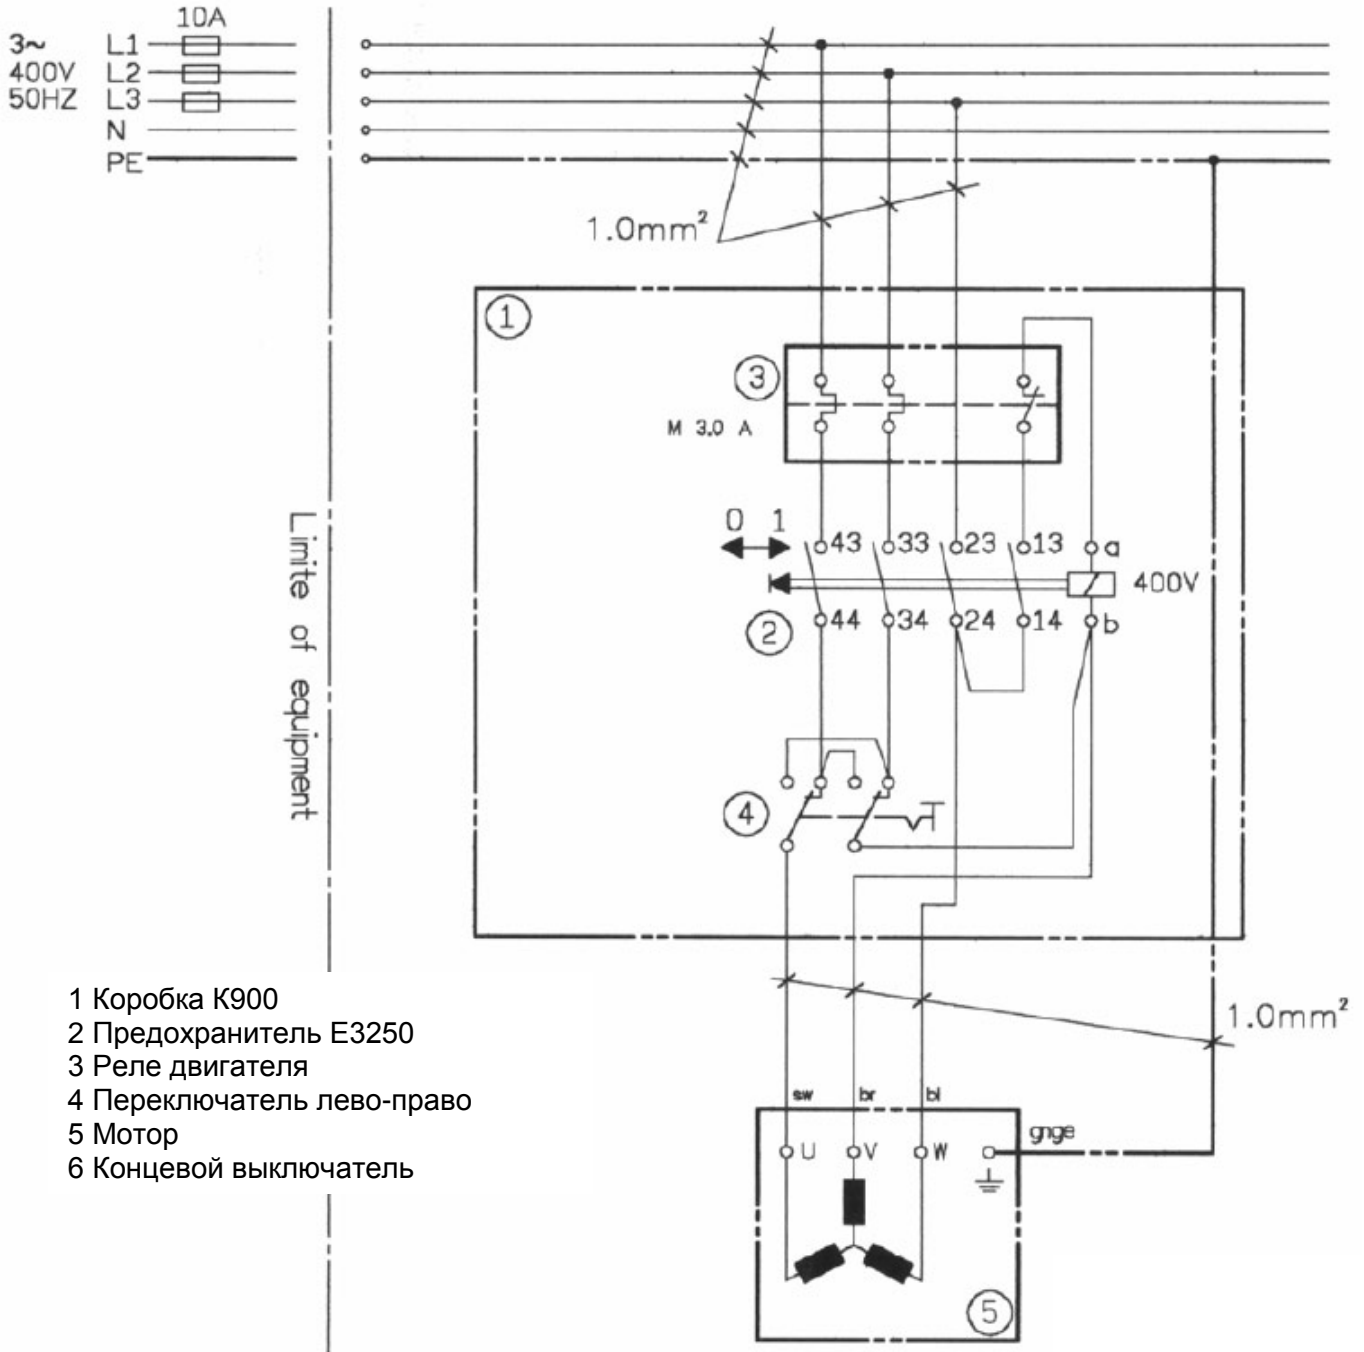 10A
3~ L1
400V L2
50HZ L3
N
PE
1.0mm²
1
3
M 3.0 A
0 1
43 33 23 13 a
400V
2
44 34 24 14 b
Limite of equipment
4
1 Коробка К900
2 Предохранитель Е3250
3 Реле двигателя
4 Переключатель лево-право
5 Мотор
6 Концевой выключатель
1.0mm²
sw br bl
gnge
U V W
5